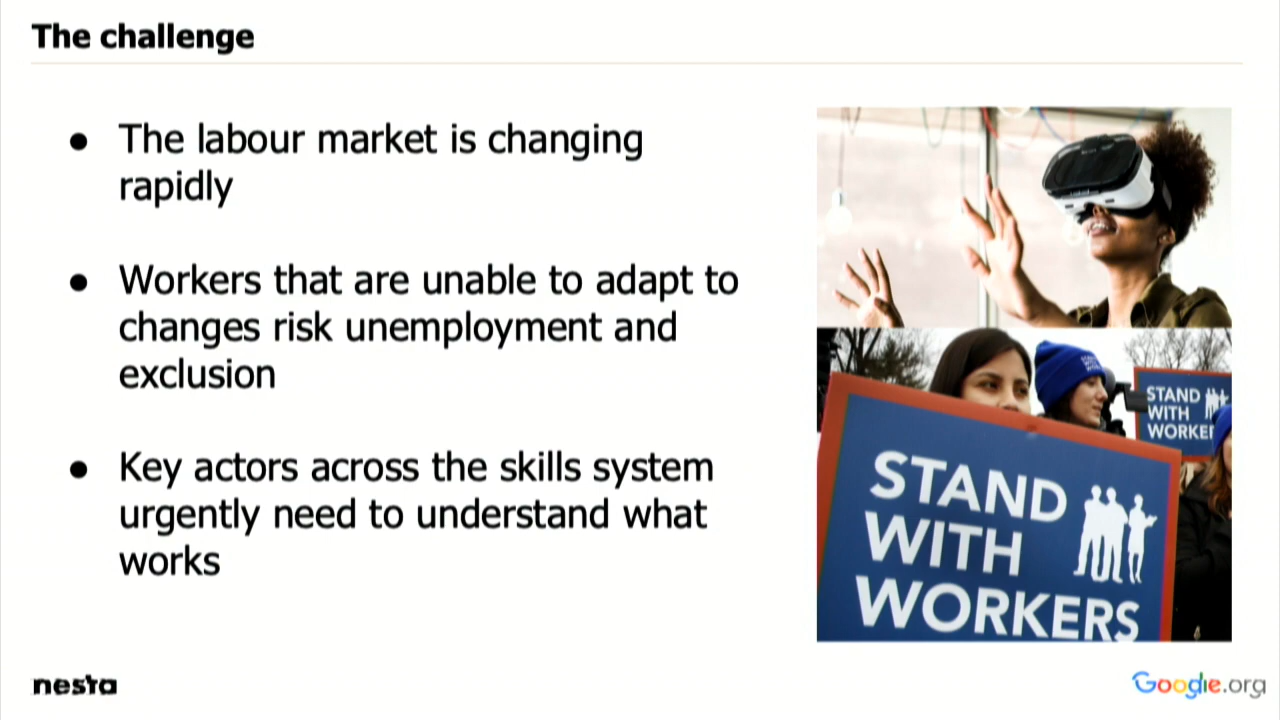 The challenge
● The labour market is changing
rapidly
● Workers that are unable to adapt to
changes risk unemployment and
exclusion
● Key actors across the skills system
urgently need to understand what
works
STAND
WITH
WORKER
STAND
WITH
WORKERS
nesta
Google.org